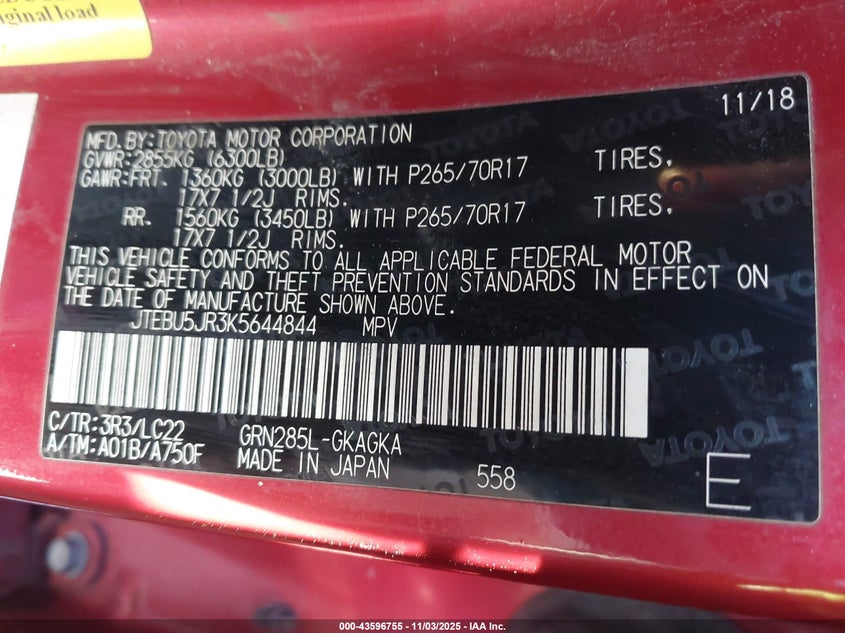 original load
11/18
MFD.BY:TOYOTA MOTOR CORPORATION
GVWR:2855KG (6300LB)
GAWR:FRT. 1360KG (3000LB) WITH P265/70R17 TIRES,
17X7 1/2J RIMS.
RR. 1560KG (3450LB) WITH P265/70R17 TIRES,
17X7 1/2J RIMS.
THIS VEHICLE CONFORMS TO ALL APPLICABLE FEDERAL MOTOR
VEHICLE SAFETY AND THEFT PREVENTION STANDARDS IN EFFECT ON
THE DATE OF MANUFACTURE SHOWN ABOVE.
JTEBU5JR3K5644844 MPV
C/TR:3R3/LC22 GRN285L-GKAGKA
A/TM:A01B/A750F MADE IN JAPAN 558 E
000-43596755 - 11/03/2025 - IAA Inc.